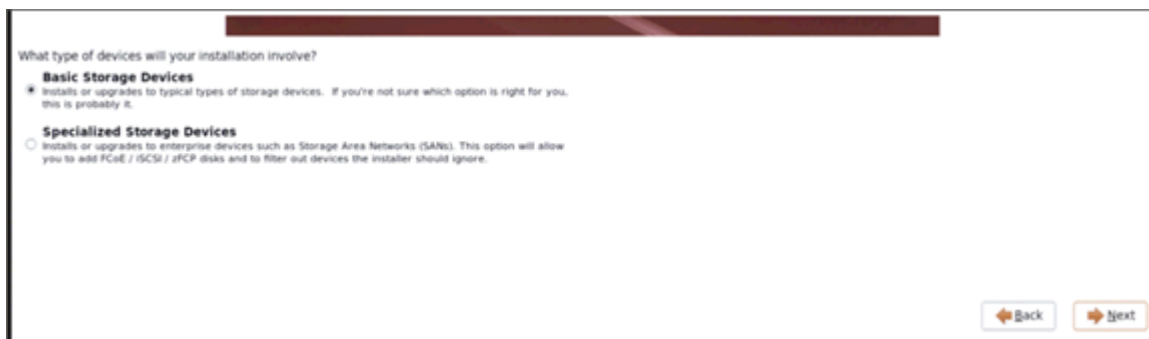 What type of devices will your installation involve?
Basic Storage Devices
Installs or upgrades to typical types of storage devices.  If you're not sure which option is right for you,
this is probably it.
Specialized Storage Devices
Installs or upgrades to enterprise devices such as Storage Area Networks (SANs). This option will allow
you to add FCoE / iSCSI / zFCP disks and to filter out devices the installer should ignore.
Back Next